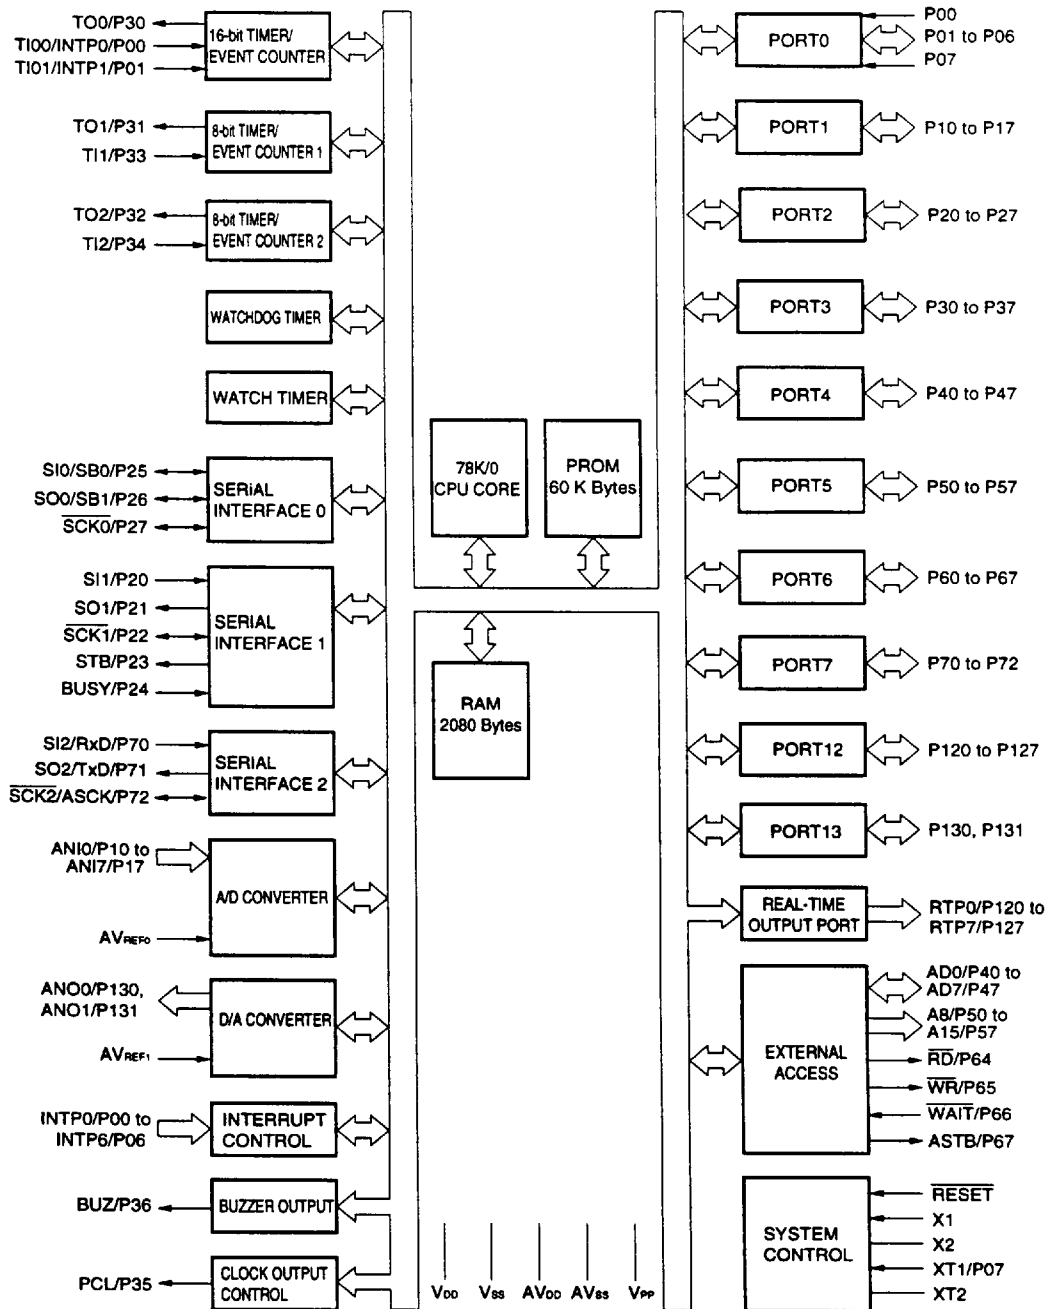 TO0/P30
TI00/INTP0/P00
TI01/INTP1/P01
16-bit TIMER/
EVENT COUNTER
TO1/P31
TI1/P33
8-bit TIMER/
EVENT COUNTER 1
TO2/P32
TI2/P34
8-bit TIMER/
EVENT COUNTER 2
WATCHDOG TIMER
WATCH TIMER
SI0/SB0/P25
SO0/SB1/P26
SCK0/P27
SERIAL
INTERFACE 0
SI1/P20
SO1/P21
SCK1/P22
STB/P23
BUSY/P24
SERIAL
INTERFACE 1
SI2/RxD/P70
SO2/TxD/P71
SCK2/ASCK/P72
SERIAL
INTERFACE 2
ANI0/P10 to
ANI7/P17
AVREF0
A/D CONVERTER
ANO0/P130,
ANO1/P131
AVREF1
D/A CONVERTER
INTP0/P00 to
INTP6/P06
INTERRUPT
CONTROL
BUZ/P36
BUZZER OUTPUT
PCL/P35
CLOCK OUTPUT
CONTROL
78K/0
CPU CORE
PROM
60 K Bytes
RAM
2080 Bytes
VDD
VSS
AVDD
AVSS
VPP
PORT0
P00
P01 to P06
P07
PORT1
P10 to P17
PORT2
P20 to P27
PORT3
P30 to P37
PORT4
P40 to P47
PORT5
P50 to P57
PORT6
P60 to P67
PORT7
P70 to P72
PORT12
P120 to P127
PORT13
P130, P131
REAL-TIME
OUTPUT PORT
RTP0/P120 to
RTP7/P127
EXTERNAL
ACCESS
AD0/P40 to
AD7/P47
A8/P50 to
A15/P57
RD/P64
WR/P65
WAIT/P66
ASTB/P67
SYSTEM
CONTROL
RESET
X1
X2
XT1/P07
XT2